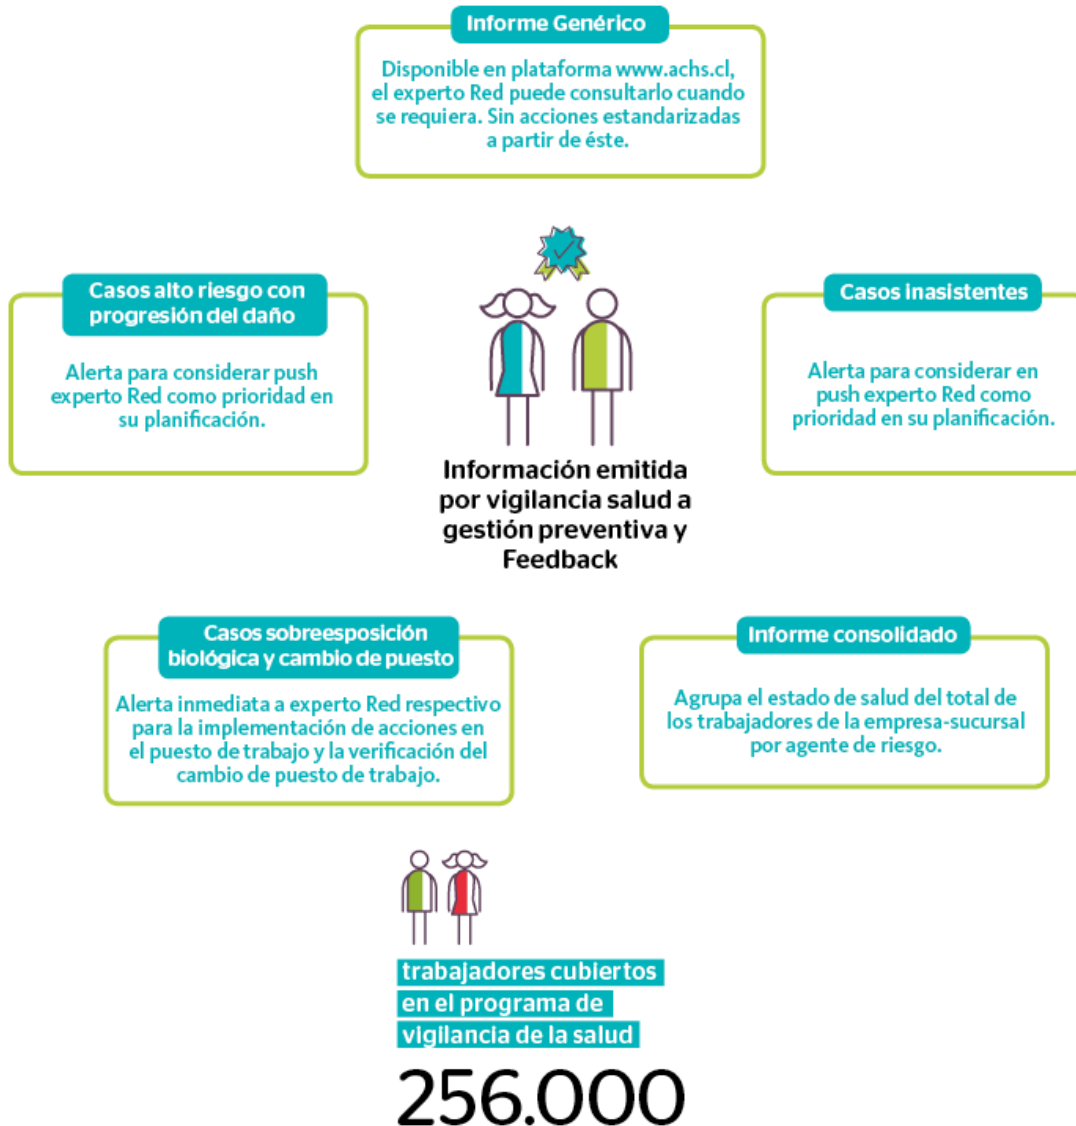 Informe Genérico
Disponible en plataforma www.achs.cl,
el experto Red puede consultarlo cuando
se requiera. Sin acciones estandarizadas
a partir de éste.
Casos alto riesgo con
progresión del daño
Alerta para considerar push
experto Red como prioridad en
su planificación.
Casos inasistentes
Alerta para considerar en
push experto Red como
prioridad en su planificación.
Información emitida
por vigilancia salud a
gestión preventiva y
Feedback
Casos sobreesposición
biológica y cambio de puesto
Alerta inmediata a experto Red respectivo
para la implementación de acciones en
el puesto de trabajo y la verificación del
cambio de puesto de trabajo.
Informe consolidado
Agrupa el estado de salud del total de
los trabajadores de la empresa-sucursal
por agente de riesgo.
trabajadores cubiertos
en el programa de
vigilancia de la salud
256.000